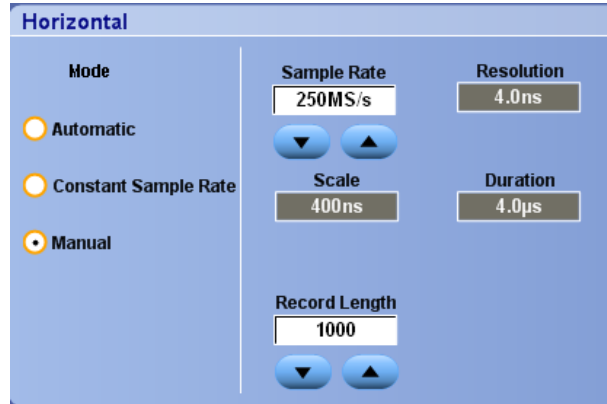 Horizontal
Mode
Automatic
Constant Sample Rate
Manual
Sample Rate
250MS/s
Resolution
4.0ns
Scale
400ns
Duration
4.0μs
Record Length
1000